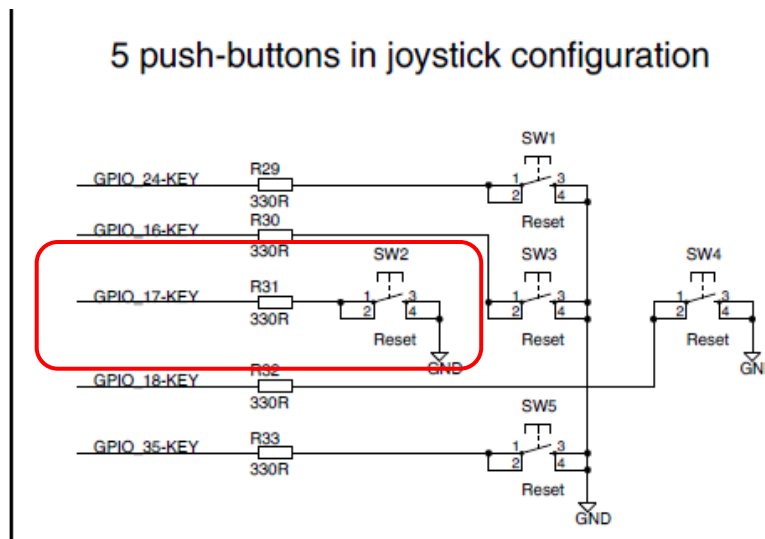 5 push-buttons in joystick configuration
SW1
GPIO_24-KEY R29 1 3
330R 2 4
Reset
GPIO_16-KEY R30
330R SW2 SW3 SW4
GPIO_17-KEY R31 1 3 1 3 1 3
330R 2 4 2 4 2 4
Reset Reset Reset
GND GN
GPIO_18-KEY R32
330R
SW5
GPIO_35-KEY R33 1 3
330R 2 4
Reset
GND